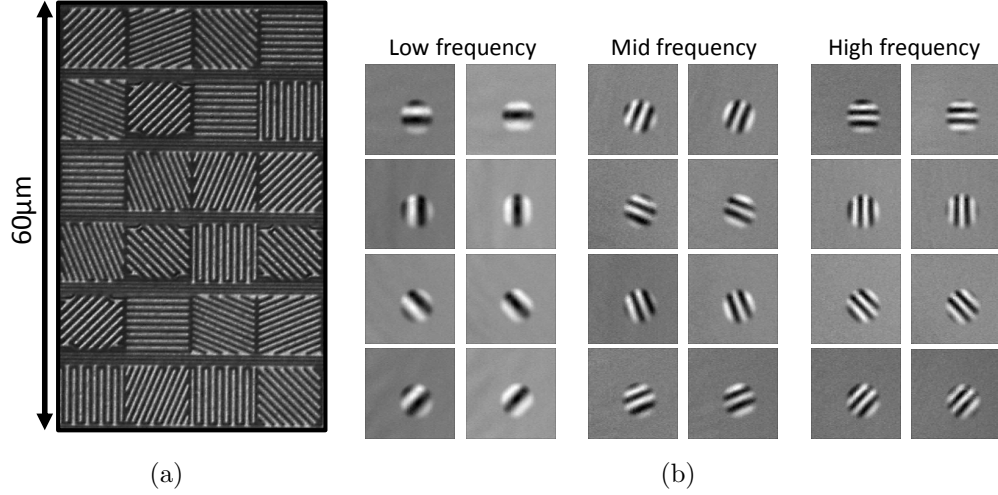 60µm
Low frequency
Mid frequency
High frequency
(a)
(b)